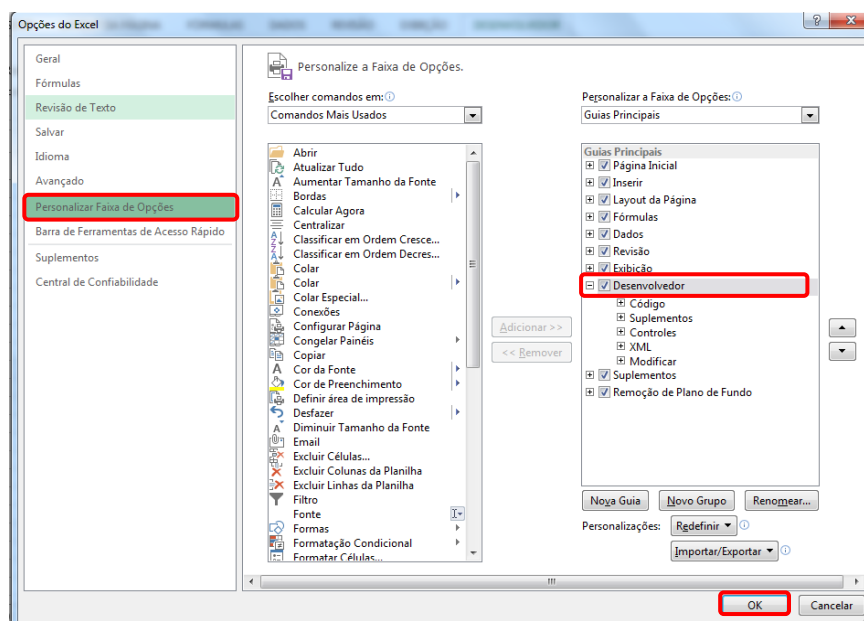 Opções do Excel
Geral
Fórmulas
Revisão de Texto
Salvar
Idioma
Avançado
Personalizar Faixa de Opções
Barra de Ferramentas de Acesso Rápido
Suplementos
Central de Confiabilidade
Personalize a Faixa de Opções.
Escolher comandos em:
Comandos Mais Usados
Abrir
Atualizar Tudo
Aumentar Tamanho da Fonte
Bordas
Calcular Agora
Centralizar
Classificar em Ordem Cresce...
Classificar em Ordem Decres...
Colar
Colar
Colar Especial...
Conexões
Configurar Página
Congelar Painéis
Copiar
Cor da Fonte
Cor de Preenchimento
Definir área de impressão
Desfazer
Diminuir Tamanho da Fonte
Email
Excluir Células...
Excluir Colunas da Planilha
Excluir Linhas da Planilha
Filtro
Fonte
Formas
Formatação Condicional
Formatar Células...
Adicionar >>
<< Remover
Personalizar a Faixa de Opções:
Guias Principais
Guias Principais
Página Inicial
Inserir
Layout da Página
Fórmulas
Dados
Revisão
Exibição
Desenvolvedor
Código
Suplementos
Controles
XML
Modificar
Suplementos
Remoção de Plano de Fundo
Nova Guia Novo Grupo Renomear...
Personalizações: Redefinir
Importar/Exportar
OK Cancelar